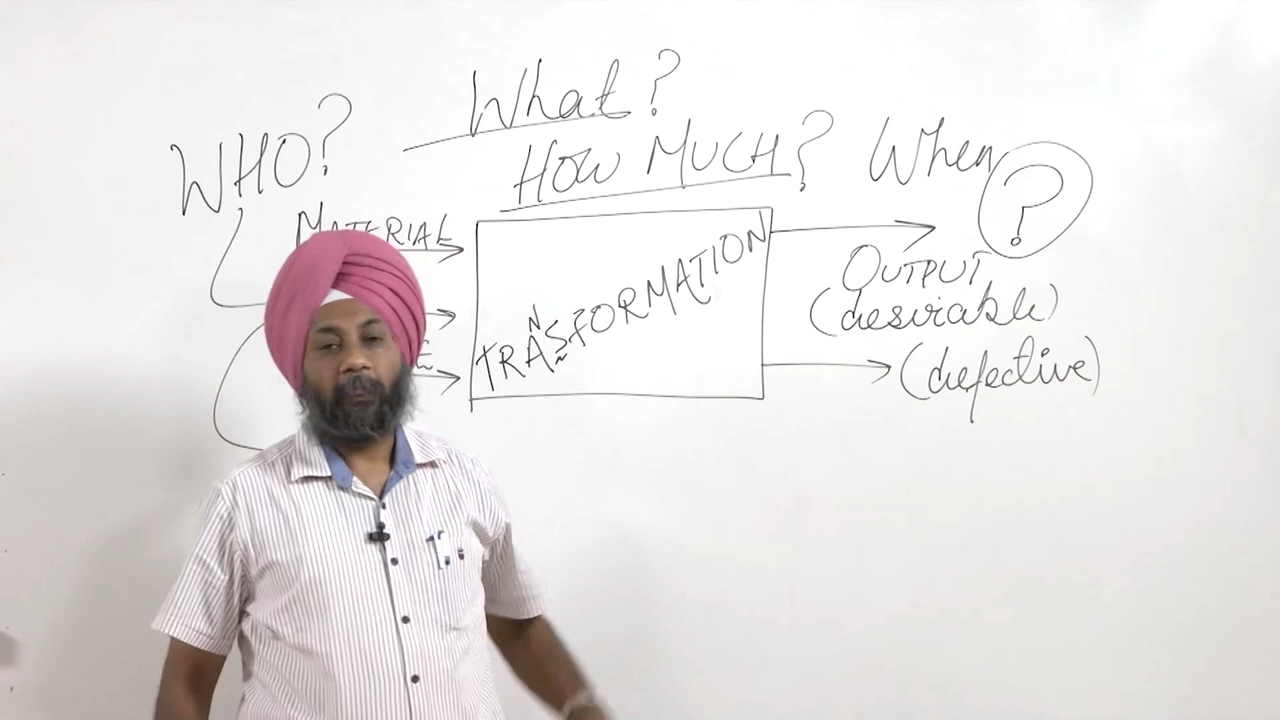 What?
WHO?
HOW MUCH?
When ?
MATERIAL
TRANSFORMATION
OUTPUT
(desirable)
(defective)